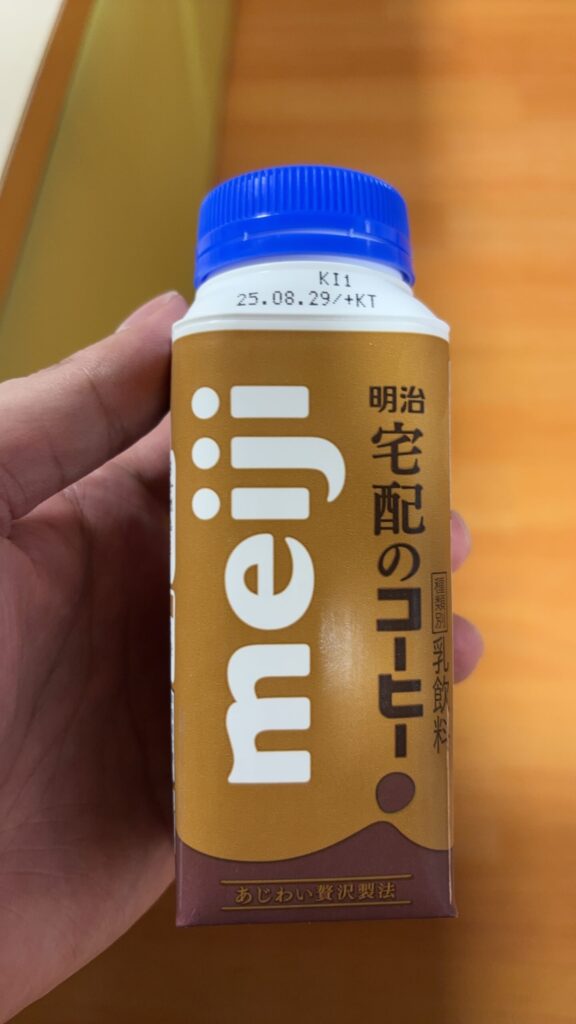 KI1
25.08.29/+KT
meiji
明治
宅配の
コーヒー
種類別
乳飲料
あじわい贅沢製法